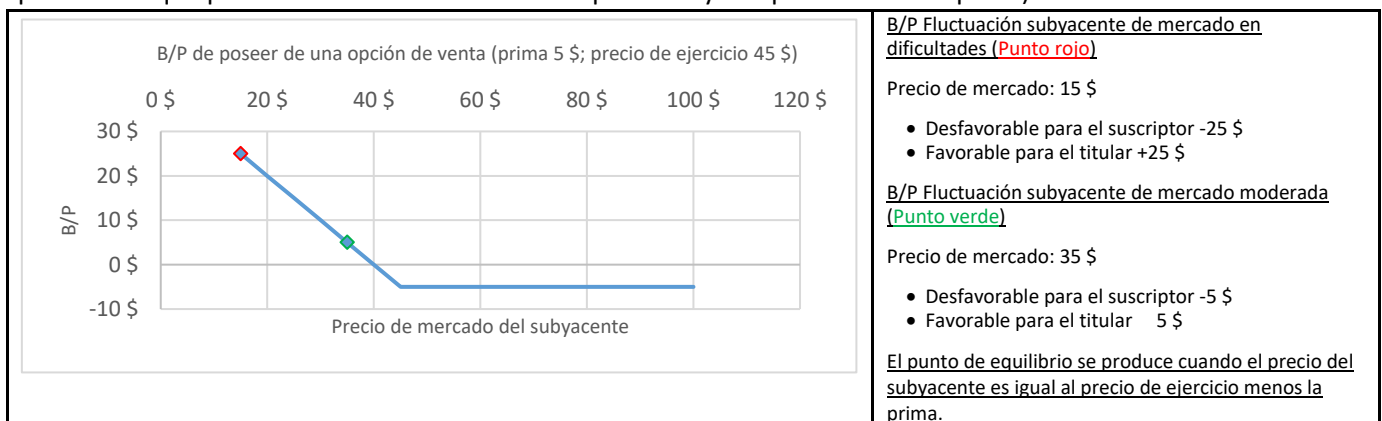 B/P de poseer de una opción de venta (prima 5 $; precio de ejercicio 45 $)
0 $ 20 $ 40 $ 60 $ 80 $ 100 $ 120 $
30 $
20 $
10 $
0 $
-10 $
B/P
Precio de mercado del subyacente
B/P Fluctuación subyacente de mercado en
dificultades (Punto rojo)
Precio de mercado: 15 $
• Desfavorable para el suscriptor -25 $
• Favorable para el titular +25 $
B/P Fluctuación subyacente de mercado moderada
(Punto verde)
Precio de mercado: 35 $
• Desfavorable para el suscriptor -5 $
• Favorable para el titular 5 $
El punto de equilibrio se produce cuando el precio del
subyacente es igual al precio de ejercicio menos la
prima.